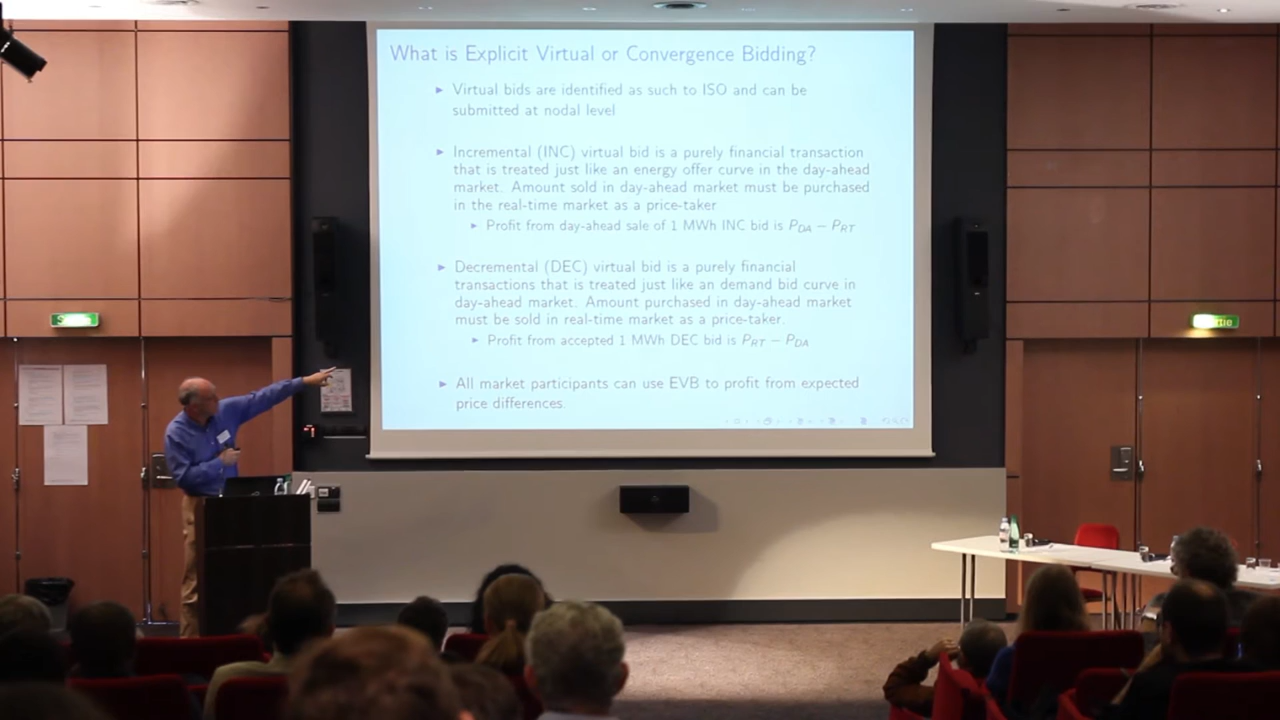 What is Explicit Virtual or Convergence Bidding?
▶ Virtual bids are identified as such to ISO and can be
submitted at nodal level
▶ Incremental (INC) virtual bid is a purely financial transaction
that is treated just like an energy offer curve in the day-ahead
market. Amount sold in day-ahead market must be purchased
in the real-time market as a price-taker
▶ Profit from day-ahead sale of 1 MWh INC bid is P_DA − P_RT
▶ Decremental (DEC) virtual bid is a purely financial
transactions that is treated just like an demand bid curve in
day-ahead market. Amount purchased in day-ahead market
must be sold in real-time market as a price-taker.
▶ Profit from accepted 1 MWh DEC bid is P_RT − P_DA
▶ All market participants can use EVB to profit from expected
price differences.